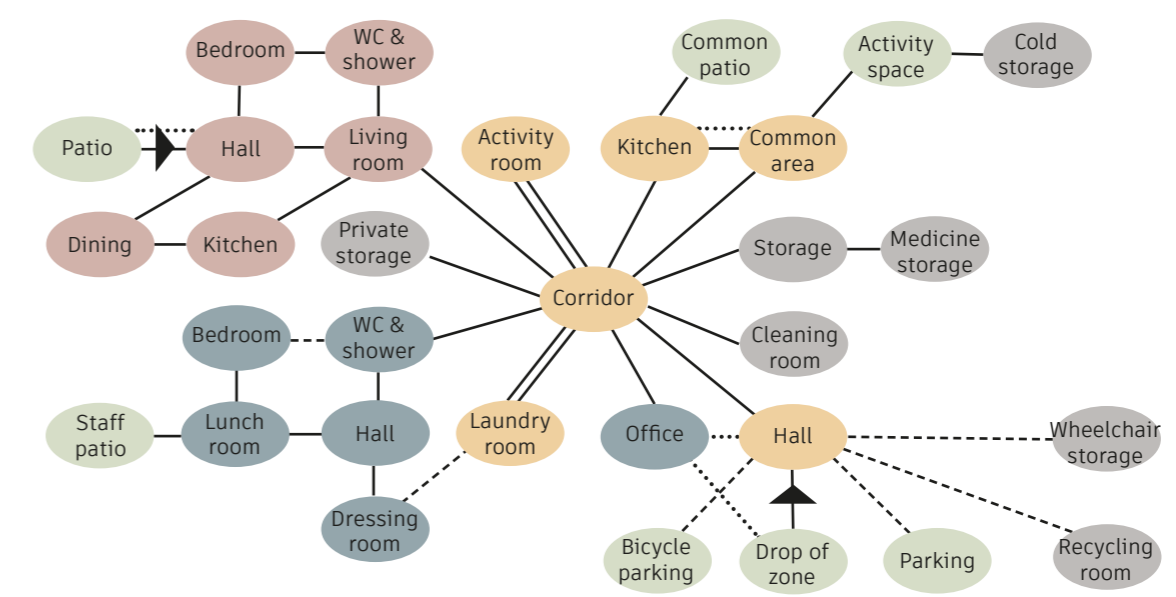 Bedroom
WC &
shower
Common
patio
Activity
space
Cold
storage
Patio
Hall
Living
room
Activity
room
Kitchen
Common
area
Dining
Kitchen
Private
storage
Storage
Medicine
storage
Corridor
Bedroom
WC &
shower
Cleaning
room
Staff
patio
Lunch
room
Hall
Laundry
room
Office
Hall
Wheelchair
storage
Dressing
room
Bicycle
parking
Drop of
zone
Parking
Recycling
room